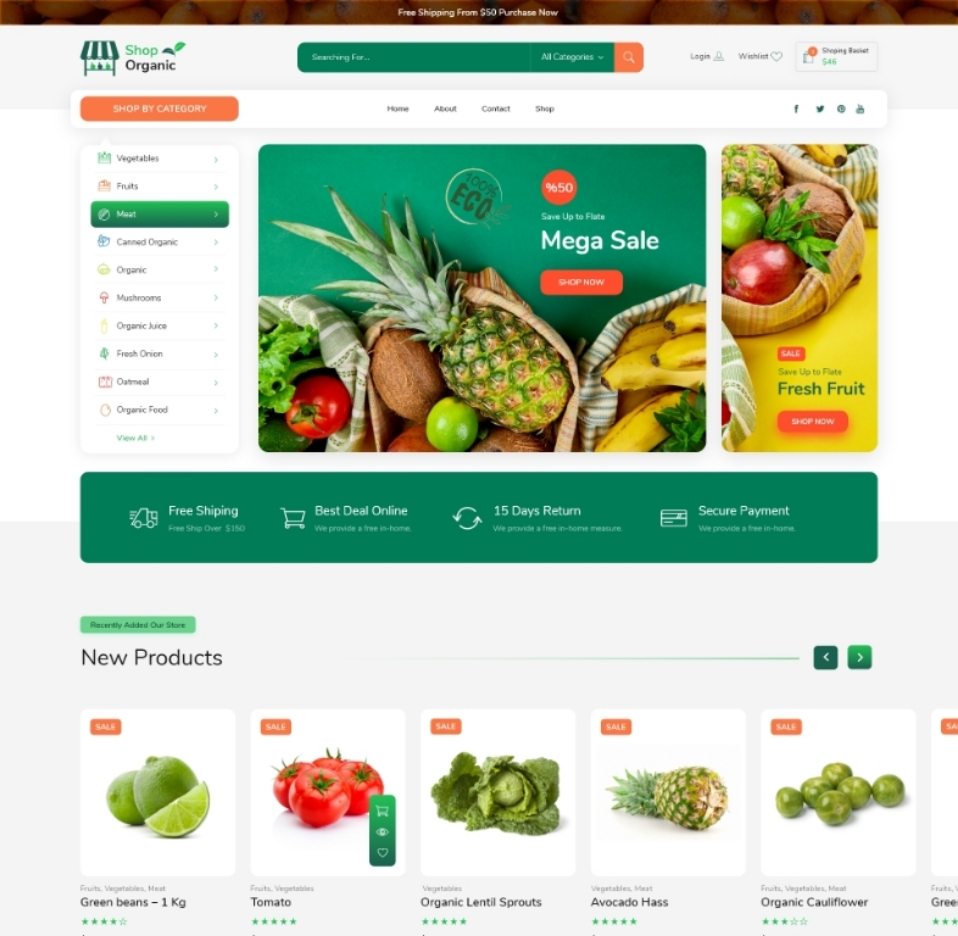 Free Shipping From $50 Purchase Now
Shop
Organic
Searching For...
All Categories
Login
Wishlist
Shoping Basket
$46
SHOP BY CATEGORY
Home
About
Contact
Shop
Vegetables
Fruits
Meat
Canned Organic
Organic
Mushrooms
Organic Juice
Fresh Onion
Oatmeal
Organic Food
View All
100%
ECO
%50
Save Up to Flate
Mega Sale
SHOP NOW
SALE
Save Up to Flate
Fresh Fruit
SHOP NOW
Free Shiping
Free Ship Over $150
Best Deal Online
We provide a free in-home.
15 Days Return
We provide a free in-home measure.
Secure Payment
We provide a free in-home.
Recently Added Our Store
New Products
SALE
SALE
SALE
SALE
SALE
Fruits, Vegetables, Meat
Green beans – 1 Kg
Fruits, Vegetables
Tomato
Vegetables
Organic Lentil Sprouts
Vegetables, Meat
Avocado Hass
Fruits, Vegetables, Meat
Organic Cauliflower
Fruits,